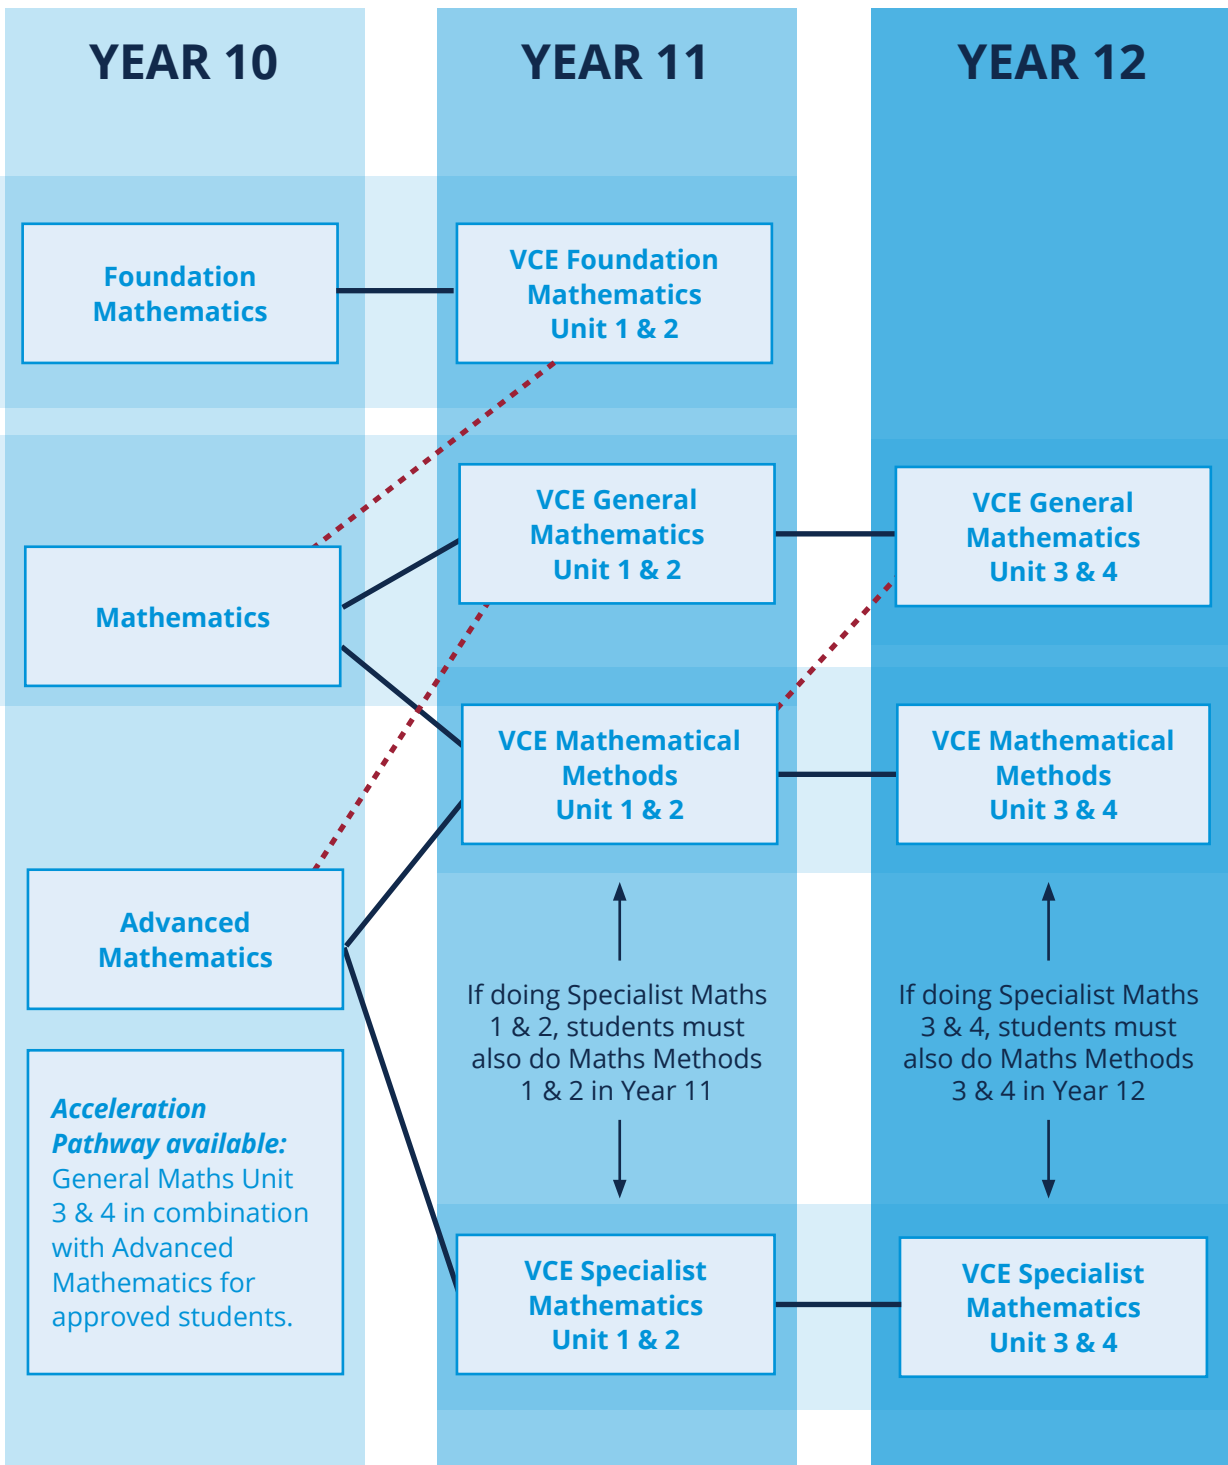 YEAR 10
YEAR 11
YEAR 12
Foundation
Mathematics
VCE Foundation
Mathematics
Unit 1 & 2
Mathematics
VCE General
Mathematics
Unit 1 & 2
VCE General
Mathematics
Unit 3 & 4
VCE Mathematical
Methods
Unit 1 & 2
VCE Mathematical
Methods
Unit 3 & 4
Advanced
Mathematics
If doing Specialist Maths
1 & 2, students must
also do Maths Methods
1 & 2 in Year 11
If doing Specialist Maths
3 & 4, students must
also do Maths Methods
3 & 4 in Year 12
Acceleration
Pathway available:
General Maths Unit
3 & 4 in combination
with Advanced
Mathematics for
approved students.
VCE Specialist
Mathematics
Unit 1 & 2
VCE Specialist
Mathematics
Unit 3 & 4